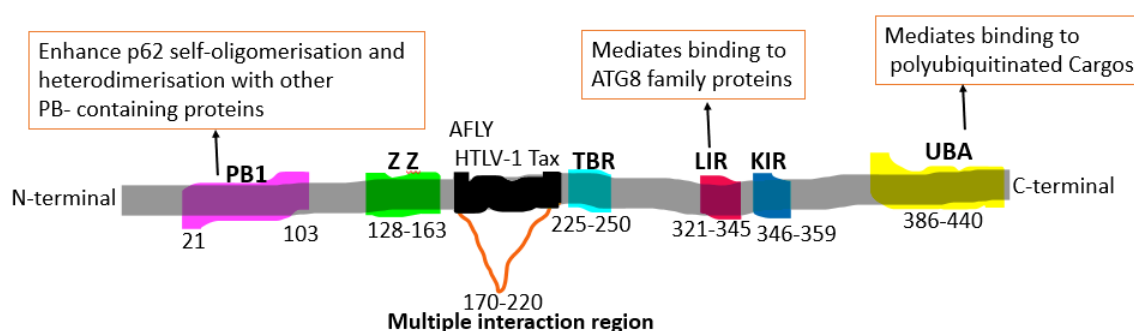 Enhance p62 self-oligomerisation and
heterodimerisation with other
PB- containing proteins
Mediates binding to
ATG8 family proteins
Mediates binding to
polyubiquitinated Cargos
AFLY
HTLV-1 Tax
N-terminal
PB1
Z Z
TBR
LIR
KIR
UBA
C-terminal
21
103
128-163
225-250
321-345
346-359
386-440
170-220
Multiple interaction region